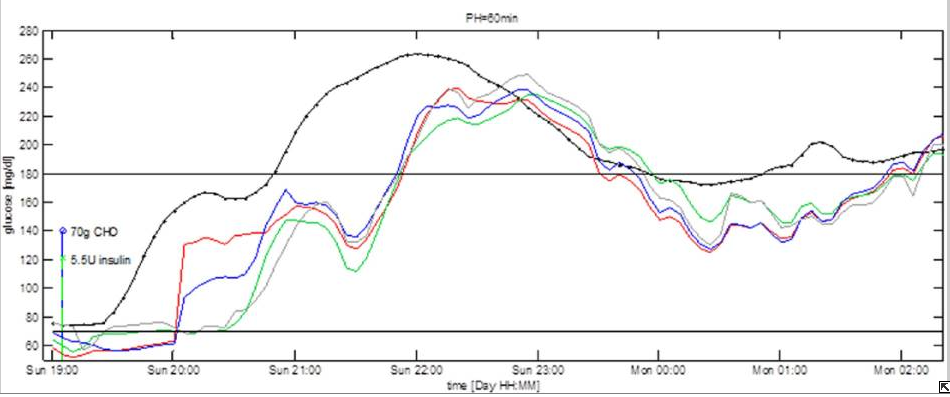 PH=60min
280
260
240
220
200
180
160
140
120
100
80
60
glucose [mg/dl]
70g CHO
5.5U insulin
Sun 19:00 Sun 20:00 Sun 21:00 Sun 22:00 Sun 23:00 Mon 00:00 Mon 01:00 Mon 02:00
time [Day HH:MM]